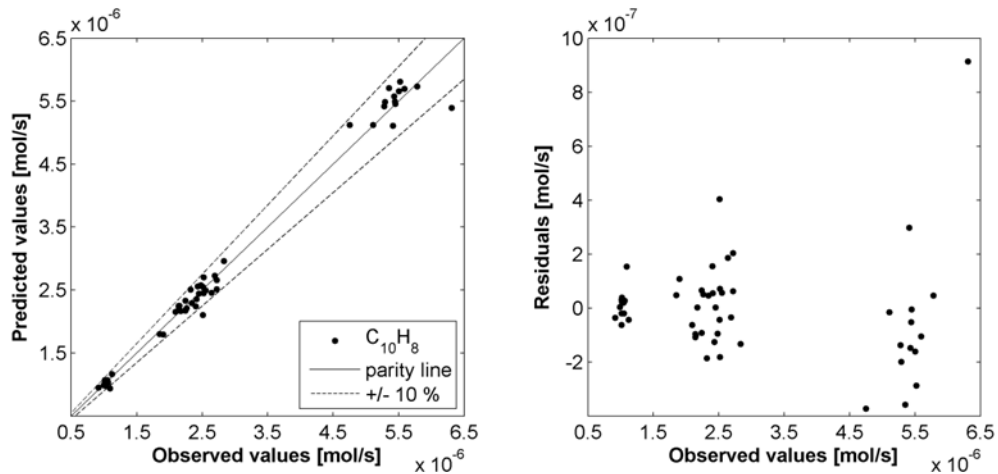 x 10⁻⁶
6.5
5.5
4.5
3.5
2.5
1.5
Predicted values [mol/s]
C₁₀H₈
parity line
+/- 10 %
0.5 1.5 2.5 3.5 4.5 5.5 6.5
Observed values [mol/s]
x 10⁻⁶
x 10⁻⁷
10
8
6
4
2
0
-2
Residuals [mol/s]
0.5 1.5 2.5 3.5 4.5 5.5 6.5
Observed values [mol/s]
x 10⁻⁶